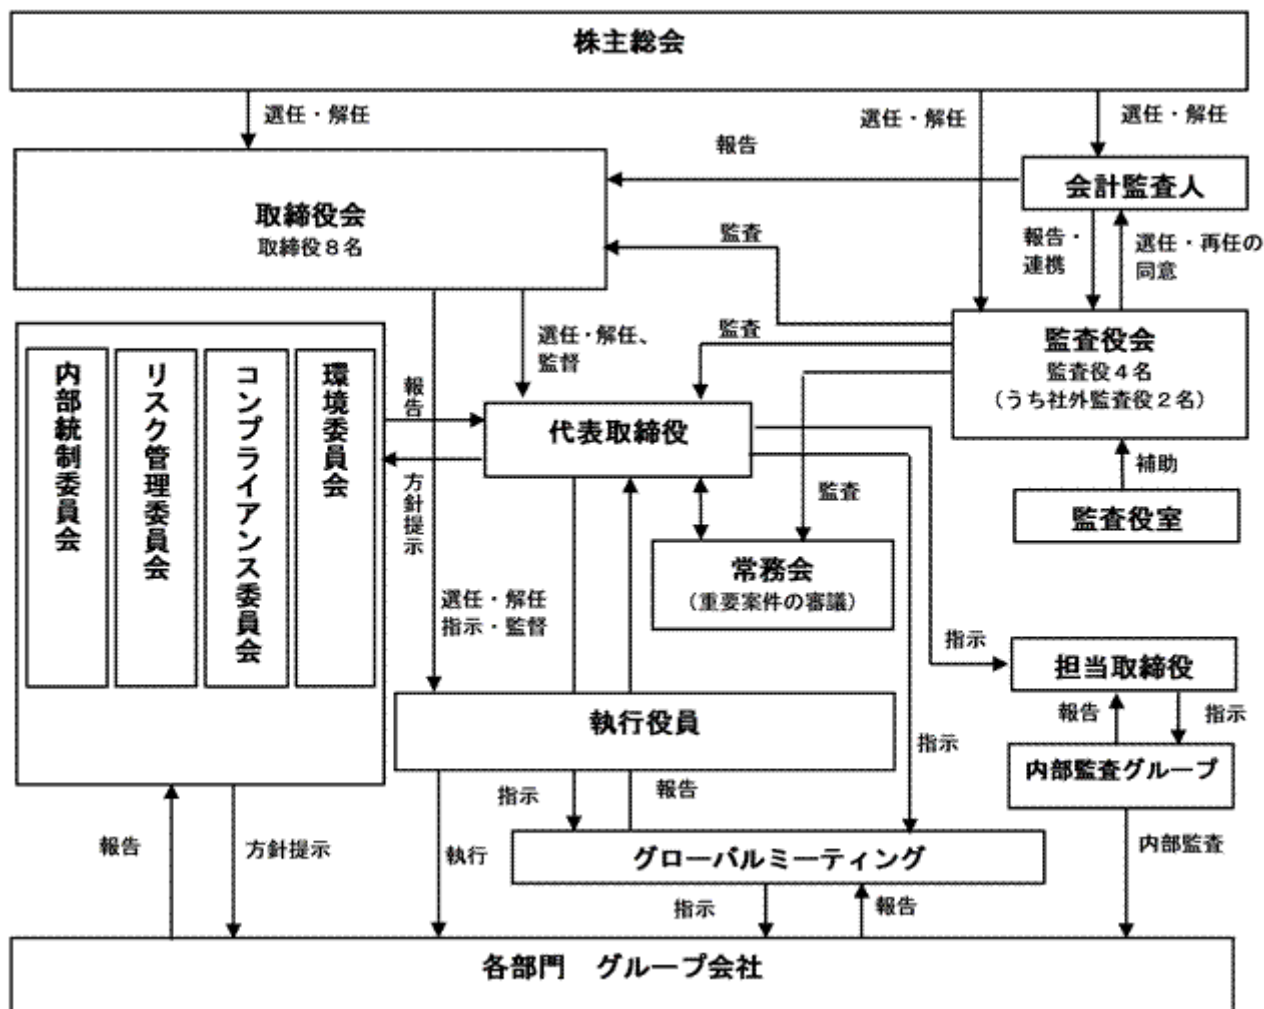 株主総会
選任・解任
選任・解任
選任・解任
報告
会計監査人
取締役会
取締役８名
監査
報告・
連携
選任・再任の
同意
選任・解任、
監督
監査
監査役会
監査役４名
（うち社外監査役２名）
内部統制委員会
リスク管理委員会
コンプライアンス委員会
環境委員会
報告
代表取締役
方針提示
監査
補助
監査役室
常務会
（重要案件の審議）
選任・解任
指示・監督
指示
担当取締役
報告
指示
執行役員
指示
内部監査グループ
指示
報告
報告
方針提示
執行
グローバルミーティング
内部監査
指示
報告
各部門　グループ会社